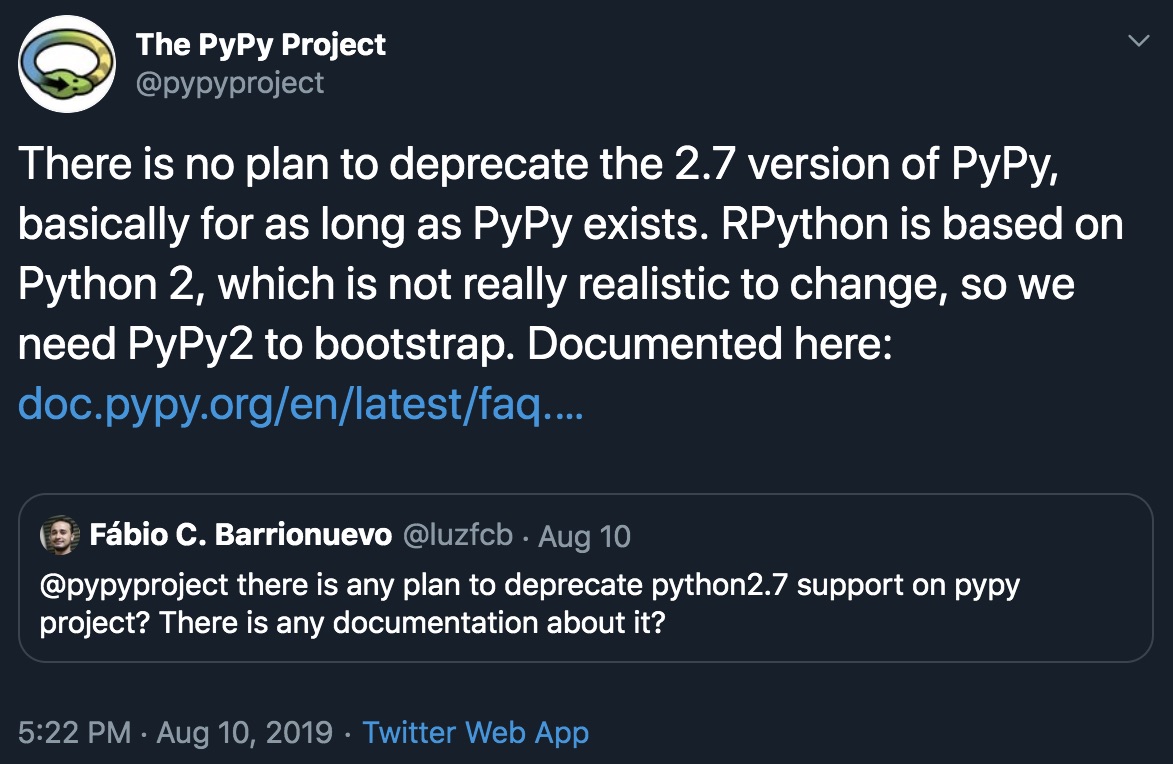 The PyPy Project
@pypyproject
There is no plan to deprecate the 2.7 version of PyPy,
basically for as long as PyPy exists. RPython is based on
Python 2, which is not really realistic to change, so we
need PyPy2 to bootstrap. Documented here:
doc.pypy.org/en/latest/faq.…
Fábio C. Barrionuevo @luzfcb · Aug 10
@pypyproject there is any plan to deprecate python2.7 support on pypy
project? There is any documentation about it?
5:22 PM · Aug 10, 2019 · Twitter Web App